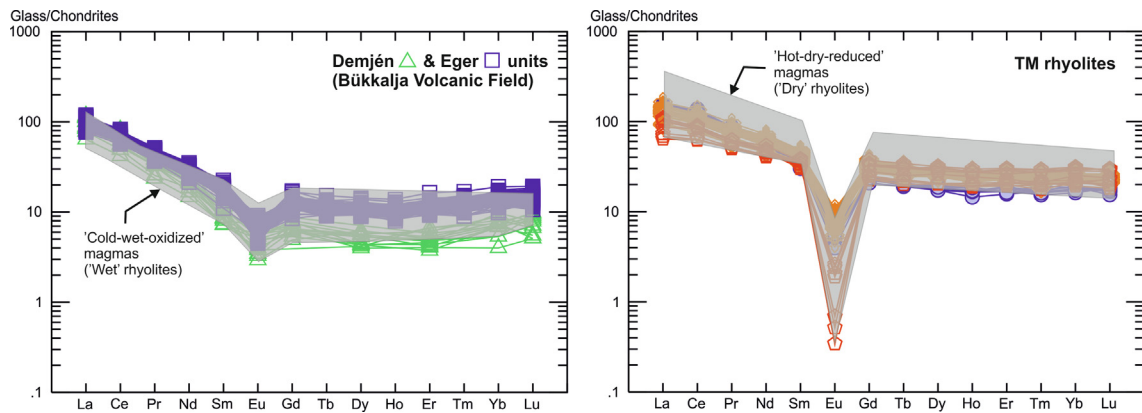 Glass/Chondrites
1000
100
10
1
.1
Demjén & Eger units
(Bükkalja Volcanic Field)
'Cold-wet-oxidized'
magmas
('Wet' rhyolites)
La Ce Pr Nd Sm Eu Gd Tb Dy Ho Er Tm Yb Lu
Glass/Chondrites
1000
100
10
1
.1
'Hot-dry-reduced'
magmas
('Dry' rhyolites)
TM rhyolites
La Ce Pr Nd Sm Eu Gd Tb Dy Ho Er Tm Yb Lu